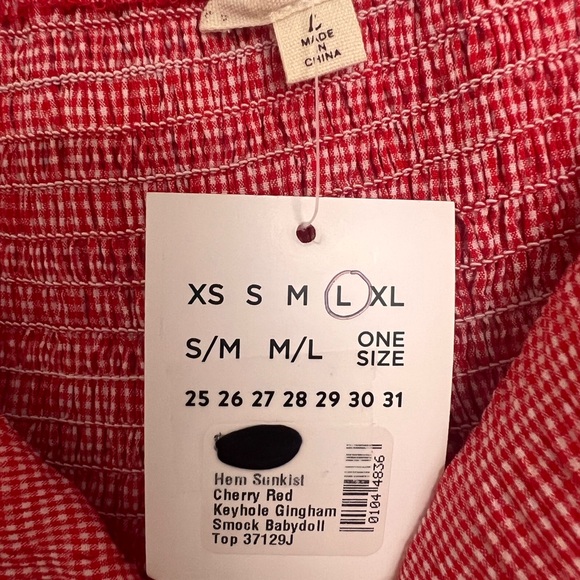 L
MADE
IN
CHINA
XS S M L XL
S/M M/L ONE SIZE
25 26 27 28 29 30 31
Hem Sunkist
Cherry Red
Keyhole Gingham
Smock Babydoll
Top 37129J
0104 4836